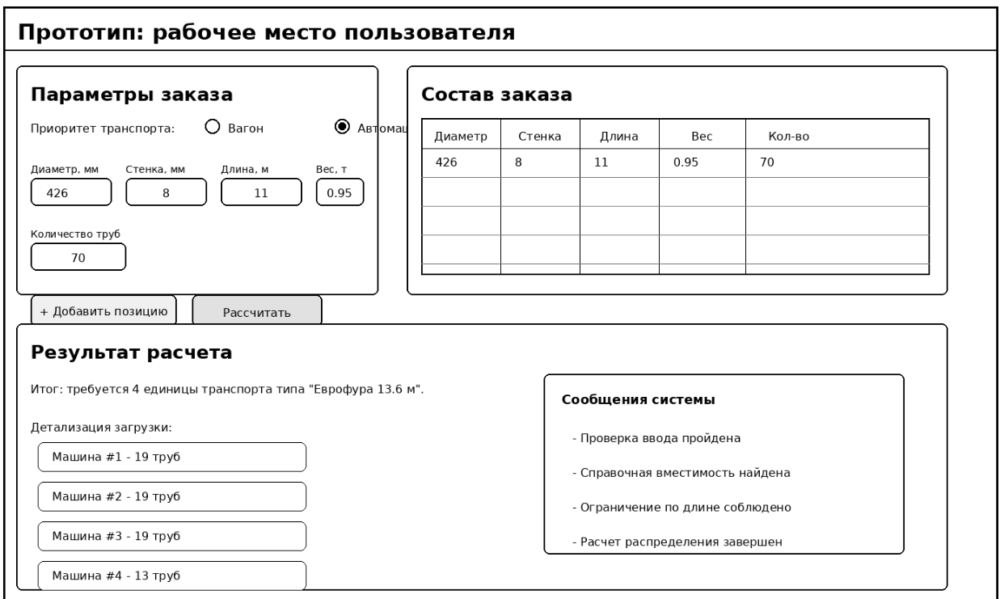 Прототип: рабочее место пользователя
Параметры заказа
Приоритет транспорта: Вагон Автомаш
Диаметр, мм Стенка, мм Длина, м Вес, т
426 8 11 0.95
Количество труб
70
+ Добавить позицию Рассчитать
Состав заказа
Диаметр Стенка Длина Вес Кол-во
426 8 11 0.95 70
Результат расчета
Итог: требуется 4 единицы транспорта типа "Еврофура 13.6 м".
Детализация загрузки:
Машина #1 - 19 труб
Машина #2 - 19 труб
Машина #3 - 19 труб
Машина #4 - 13 труб
Сообщения системы
- Проверка ввода пройдена
- Справочная вместимость найдена
- Ограничение по длине соблюдено
- Расчет распределения завершен